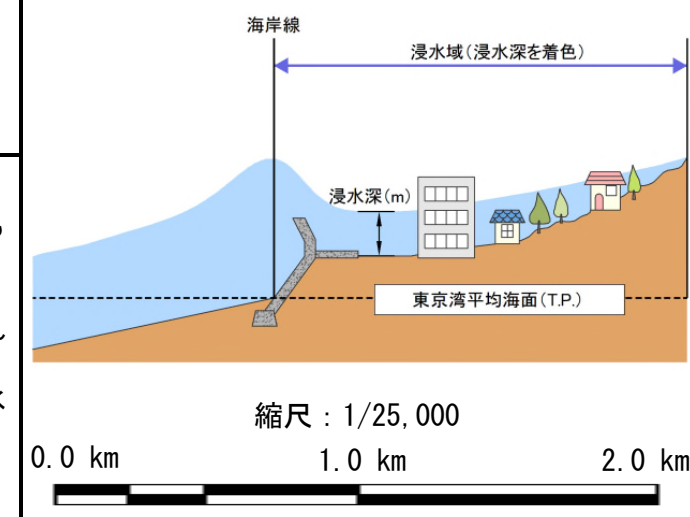 海岸線
浸水域(浸水深を着色)
浸水深(m)
東京湾平均海面(T.P.)
縮尺：1/25,000
0.0 km 1.0 km 2.0 km